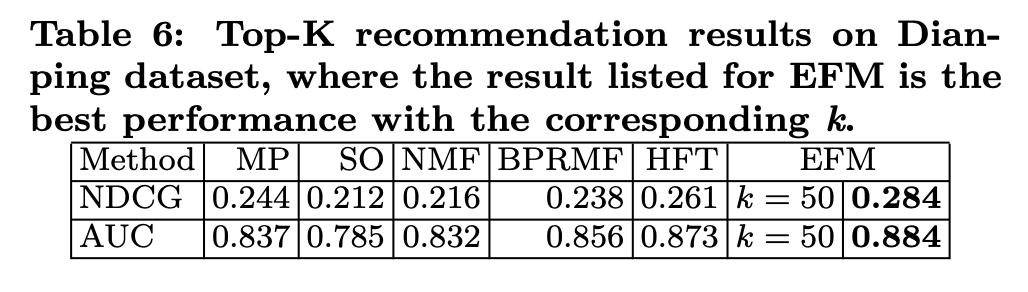 Table 6: Top-K recommendation results on Dian-
ping dataset, where the result listed for EFM is the
best performance with the corresponding k.
Method MP SO NMF BPRMF HFT EFM
NDCG 0.244 0.212 0.216 0.238 0.261 k = 50 0.284
AUC 0.837 0.785 0.832 0.856 0.873 k = 50 0.884